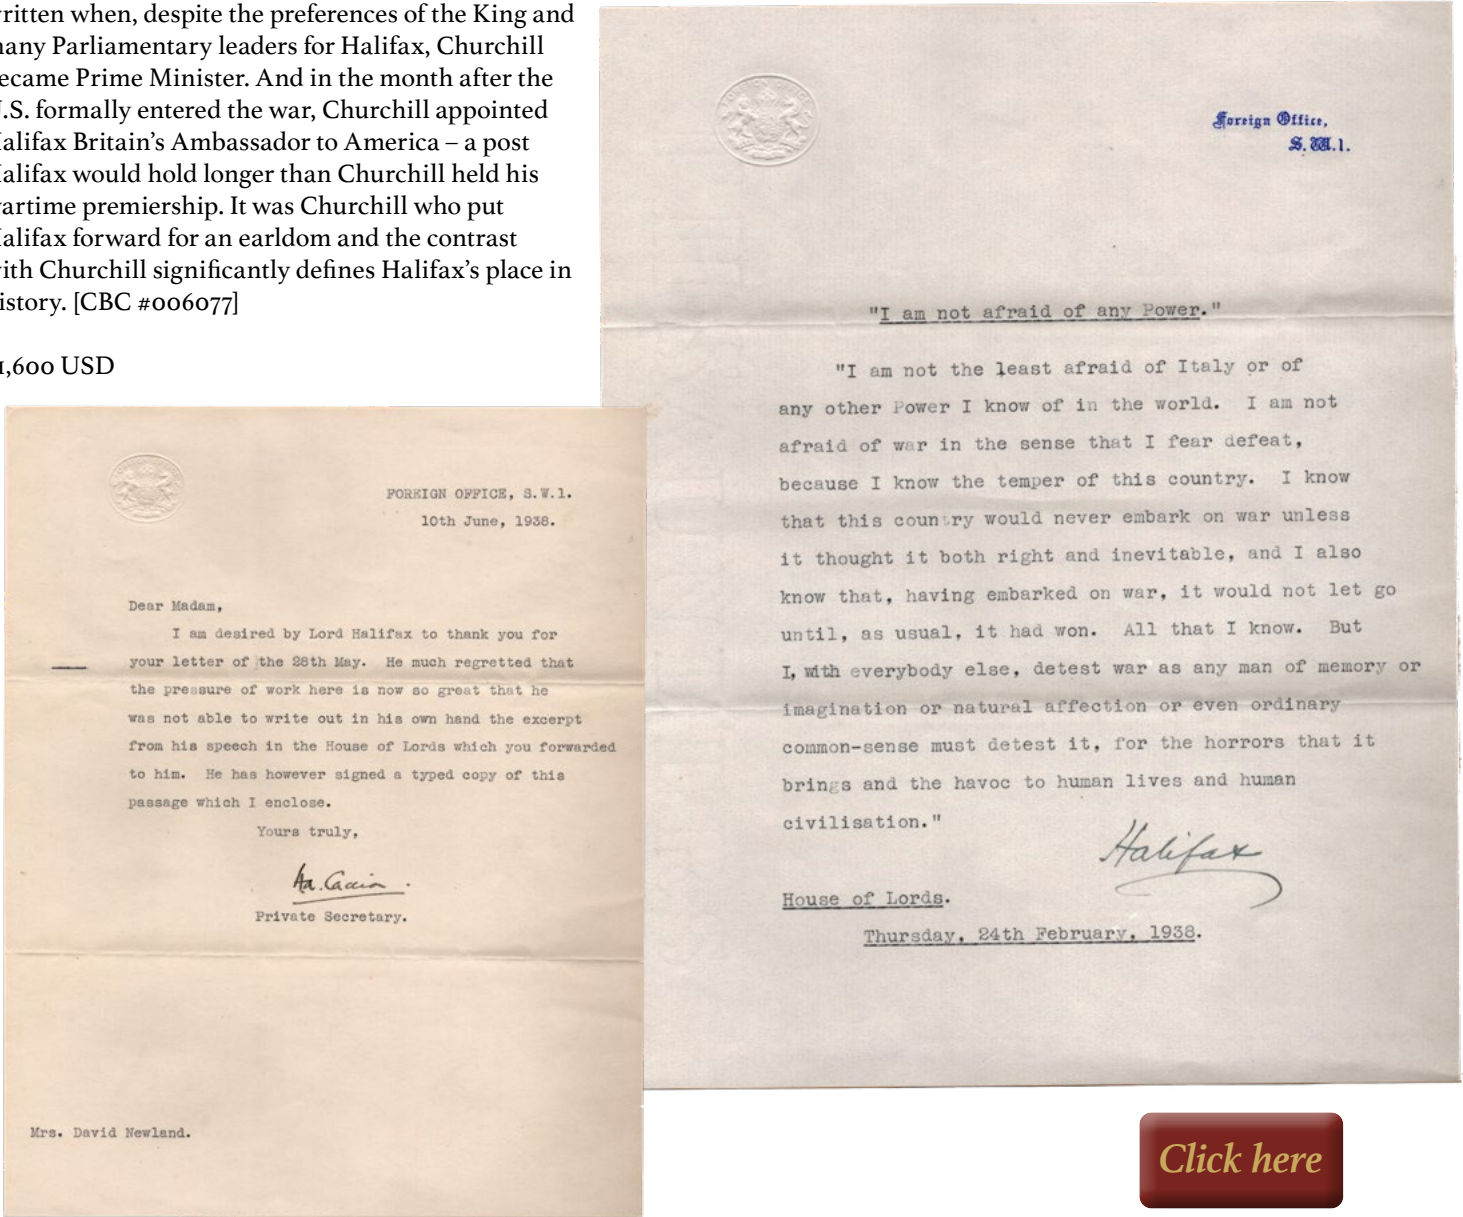 ritten when, despite the preferences of the King and
any Parliamentary leaders for Halifax, Churchill
ecame Prime Minister. And in the month after the
.S. formally entered the war, Churchill appointed
alifax Britain’s Ambassador to America – a post
alifax would hold longer than Churchill held his
artime premiership. It was Churchill who put
alifax forward for an earldom and the contrast
ith Churchill significantly defines Halifax’s place in
istory. [CBC #006077]
1,600 USD
FOREIGN OFFICE, S.W.1.
10th June, 1938.
Dear Madam,
I am desired by Lord Halifax to thank you for
your letter of the 28th May. He much regretted that
the pressure of work here is now so great that he
was not able to write out in his own hand the excerpt
from his speech in the House of Lords which you forwarded
to him. He has however signed a typed copy of this
passage which I enclose.
Yours truly,
Private Secretary.
Mrs. David Newland.
Foreign Office,
S.W.1.
"I am not afraid of any Power."
"I am not the least afraid of Italy or of
any other Power I know of in the world. I am not
afraid of war in the sense that I fear defeat,
because I know the temper of this country. I know
that this country would never embark on war unless
it thought it both right and inevitable, and I also
know that, having embarked on war, it would not let go
until, as usual, it had won. All that I know. But
I, with everybody else, detest war as any man of memory or
imagination or natural affection or even ordinary
common-sense must detest it, for the horrors that it
brings and the havoc to human lives and human
civilisation."
Halifax
House of Lords.
Thursday, 24th February, 1938.
Click here